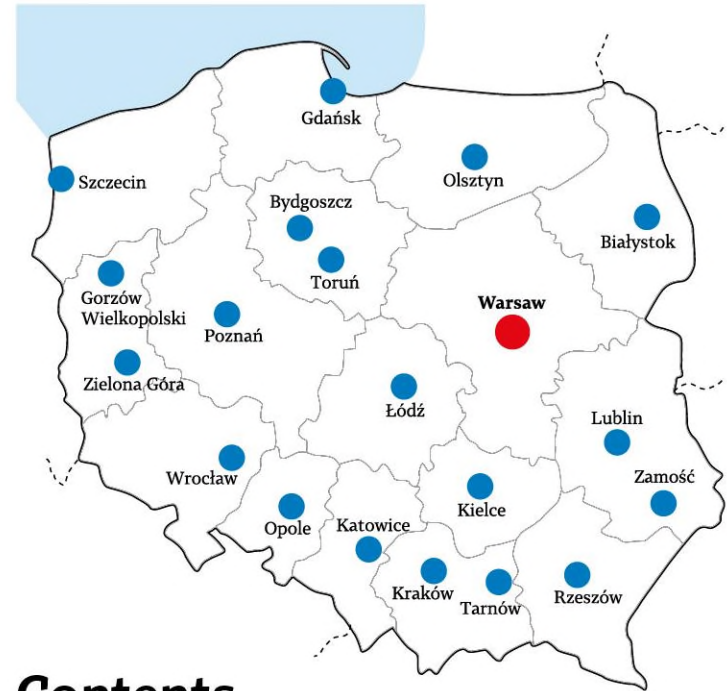 Gdańsk
Olsztyn
Szczecin
Bydgoszcz
Białystok
Toruń
Gorzów
Wielkopolski
Warsaw
Poznań
Zielona Góra
Łódź
Lublin
Wrocław
Zamość
Kielce
Opole
Katowice
Kraków
Tarnów
Rzeszów
Contents